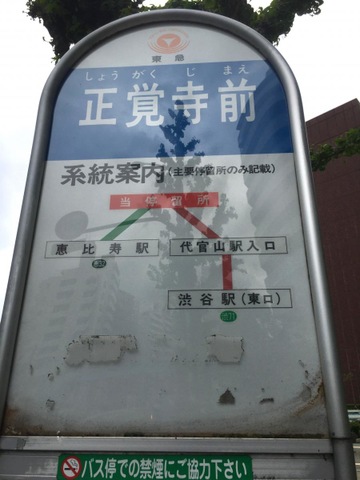 東急
しょうがくじまえ
正覚寺前
系統案内(主要停留所のみ記載)
当停留所
恵比寿駅 代官山駅入口
渋谷駅(東口)
バス停での禁煙にご協力下さい